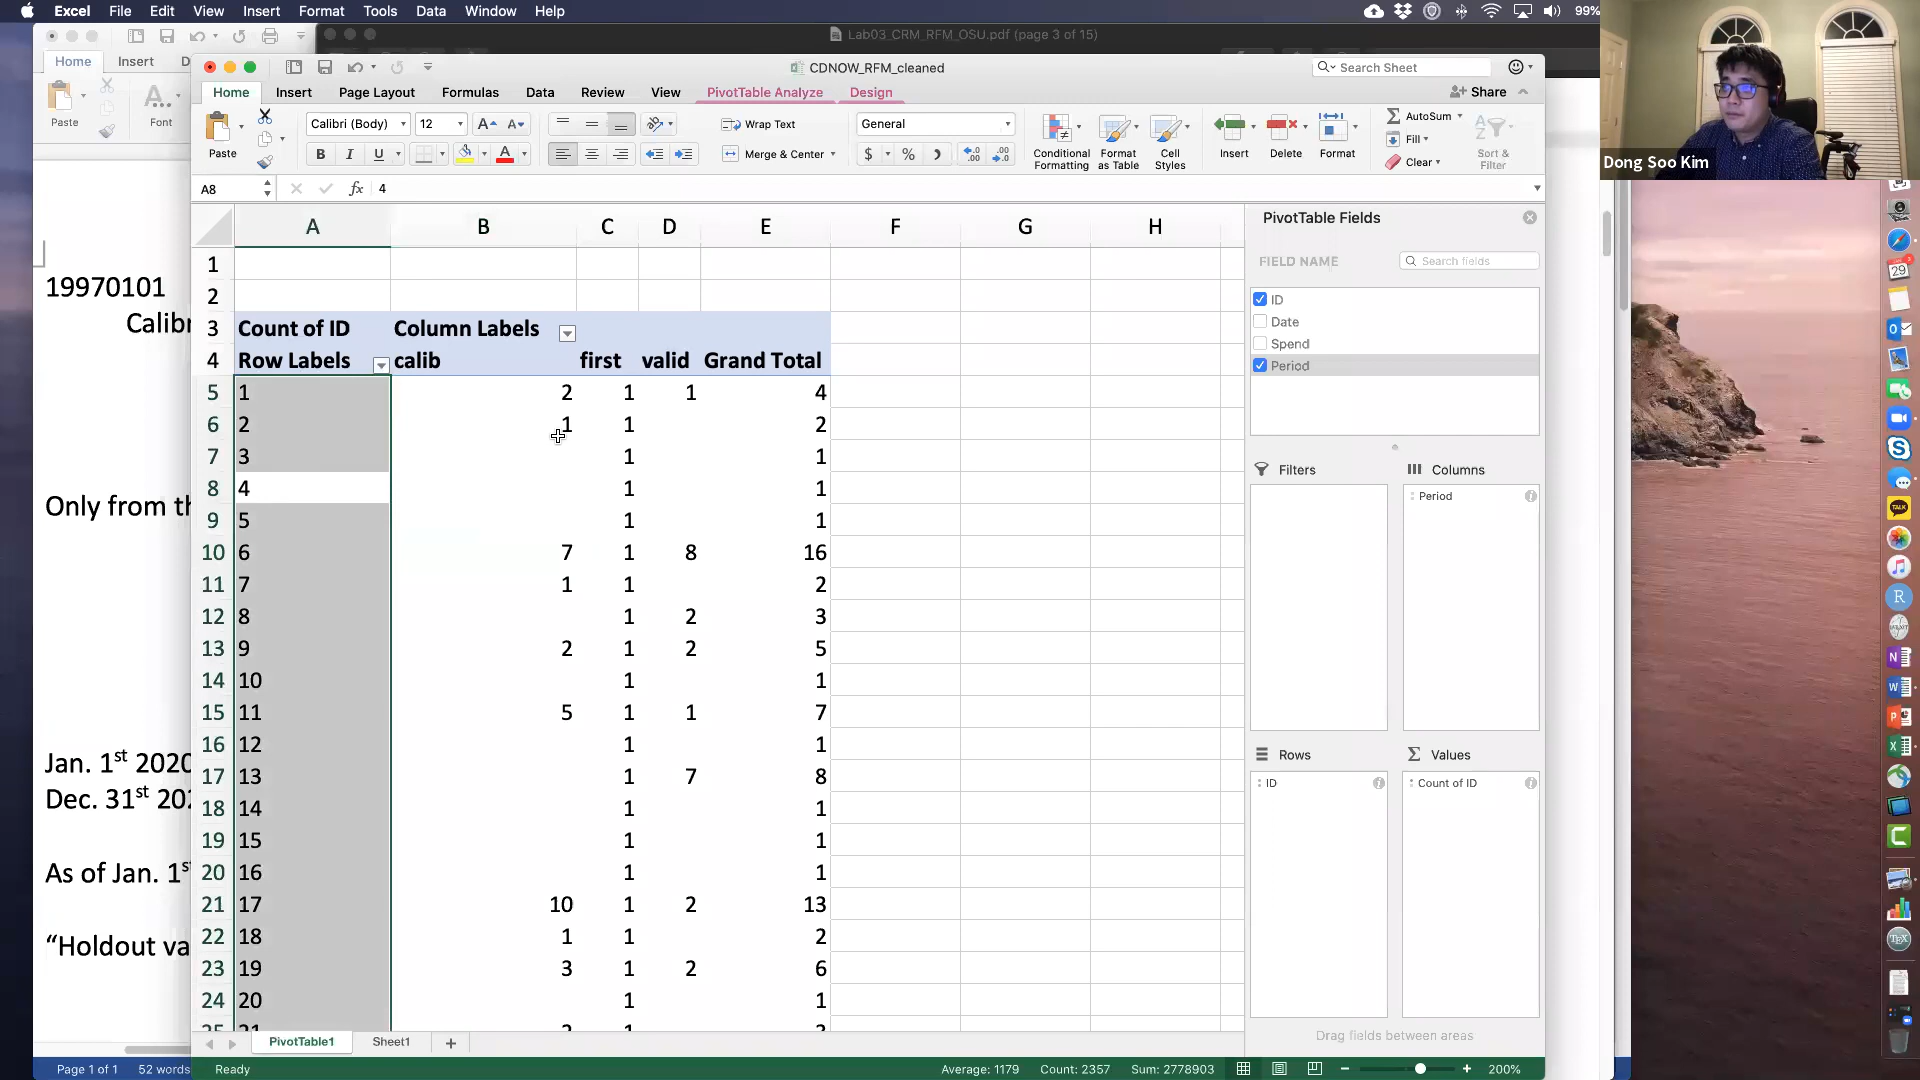 Excel File Edit View Insert Format Tools Data Window Help 99%
Lab03_CRM_RFM_OSU.pdf (page 3 of 15)
Home Insert D
Paste Font
CDNOW_RFM_cleaned
Search Sheet
Home Insert Page Layout Formulas Data Review View PivotTable Analyze Design Share
Paste
Calibri (Body) 12
B I U
Wrap Text
Merge & Center
General
$ %
Conditional Formatting
Format as Table
Cell Styles
Insert Delete Format
AutoSum
Fill
Clear
Sort & Filter
Dong Soo Kim
A8 fx 4
A B C D E F G H
1
2
3 Count of ID Column Labels
4 Row Labels calib first valid Grand Total
5 1 2 1 1 4
6 2 1 1 2
7 3 1 1
8 4 1 1
9 5 1 1
10 6 7 1 8 16
11 7 1 1 2
12 8 1 2 3
13 9 2 1 2 5
14 10 1 1
15 11 5 1 1 7
16 12 1 1
17 13 1 7 8
18 14 1 1
19 15 1 1
20 16 1 1
21 17 10 1 2 13
22 18 1 1 2
23 19 3 1 2 6
24 20 1 1
25 21 2 1 3
PivotTable Fields
FIELD NAME Search fields
ID
Date
Spend
Period
Filters Columns
Period
Rows Values
ID Count of ID
Drag fields between areas
19970101
Calibr
Only from th
Jan. 1st 2020
Dec. 31st 202
As of Jan. 1s
“Holdout va
PivotTable1 Sheet1 +
Page 1 of 1 52 words
Ready Average: 1179 Count: 2357 Sum: 2778903 200%
29
TALK
R
N
W
P
X
TEX